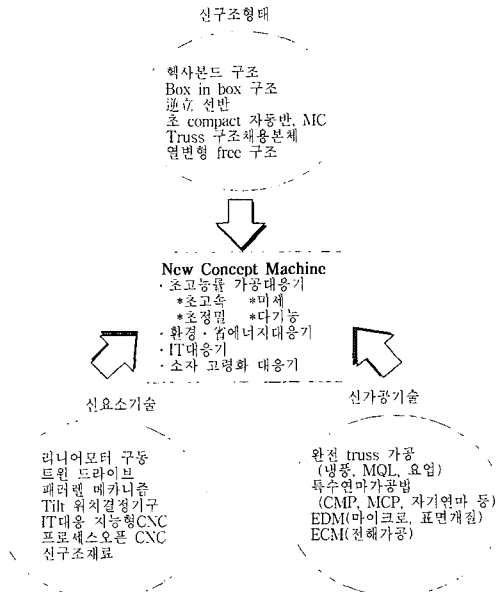 신구조형태
헥사본드 구조
Box in box 구조
逆立 선반
초 compact 자동반, MC
Truss 구조채용본체
열변형 free 구조
New Concept Machine
·초고능률 가공대응기
*초고속 *미세
*초정밀 *다기능
·환경·省에너지대응기
·IT대응기
·소자 고령화 대응기
신요소기술
리니어모터 구동
트윈 드라이브
패러렐 메카니즘
Tilt 위치결정기구
IT대응 지능형CNC
프로세스오픈 CNC
신구조재료
신가공기술
완전 truss 가공
(냉풍, MQL, 요업)
특수연마가공법
(CMP, MCP, 자기연마 등)
EDM(마이크로, 표면개질)
ECM(전해가공)